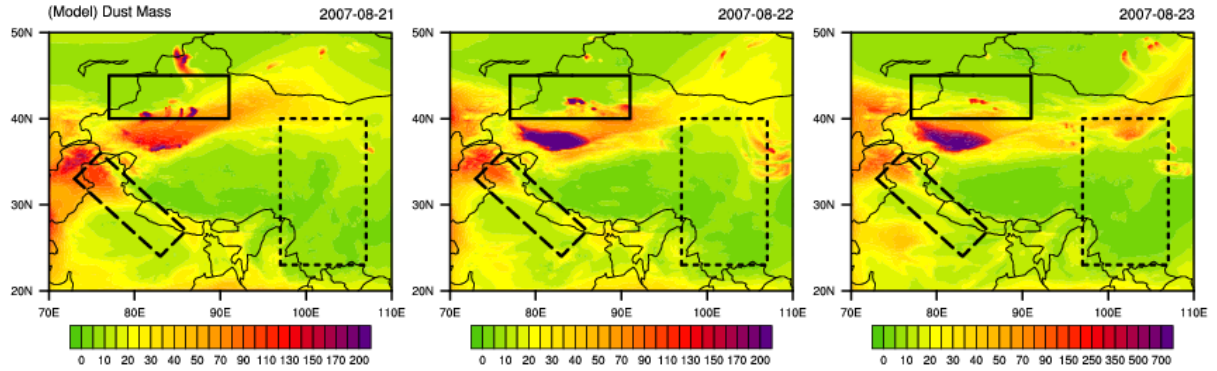 (Model) Dust Mass 2007-08-21 2007-08-22 2007-08-23
50N 50N 50N
40N 40N 40N
30N 30N 30N
20N 20N 20N
70E 80E 90E 100E 110E 70E 80E 90E 100E 110E 70E 80E 90E 100E 110E
0 10 20 30 40 50 70 90 110 130 150 170 200 0 10 20 30 40 50 70 90 110 130 150 170 200 0 10 20 30 40 50 70 90 150 250 350 500 700